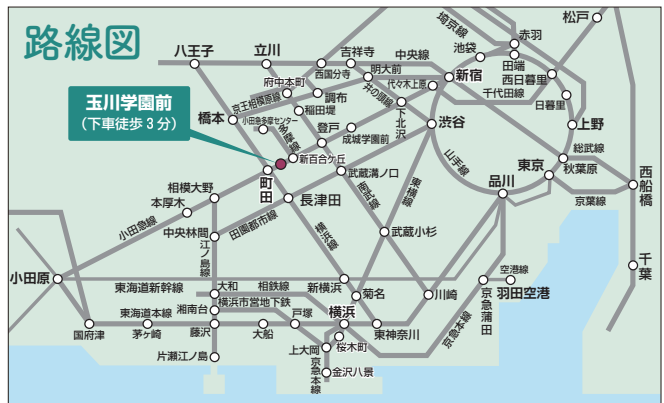 路線図
玉川学園前
(下車徒歩3分)
八王子
立川
西国分寺
吉祥寺
中央線
埼京線
池袋
赤羽
田端
西日暮里
日暮里
松戸
府中本町
京王相模原線
調布
明大前
井の頭線
代々木上原
新宿
千代田線
上野
橋本
小田急多摩センター
多摩線
稲田堤
登戸
成城学園前
下北沢
渋谷
山手線
総武線
秋葉原
東京
京葉線
西船橋
新百合ケ丘
町田
武蔵溝ノ口
南武線
東横線
品川
千葉
相模大野
本厚木
小田急線
中央林間
江ノ島線
田園都市線
長津田
横浜線
武蔵小杉
小田原
東海道新幹線
大和
相鉄線
新横浜
菊名
川崎
京急蒲田
空港線
羽田空港
湘南台
横浜市営地下鉄
横浜
東神奈川
京急本線
東海道本線
国府津
茅ヶ崎
藤沢
大船
戸塚
上大岡
桜木町
片瀬江ノ島
京急本線
金沢八景